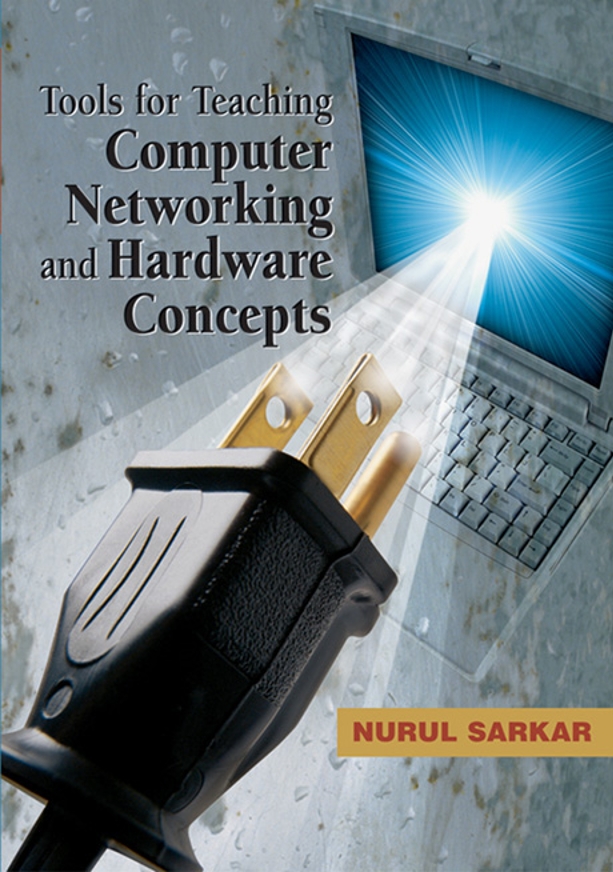 Tools for Teaching
Computer
Networking
and Hardware
Concepts
NURUL SARKAR